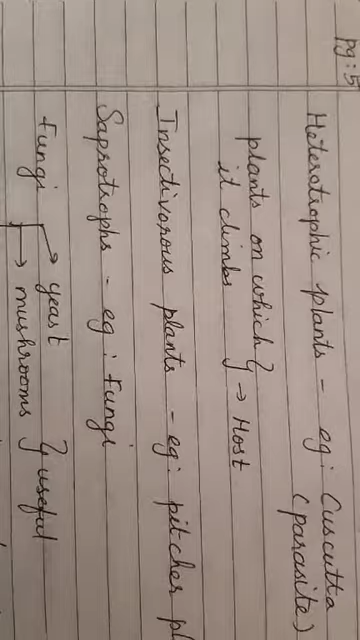 pg:5
Heterotrophic plants - eg: Cuscutta
(parasite)
plants on which } → Host
it climbs
Insectivorous plants - eg: pitcher pl
Saprotrophs - eg: Fungi
Fungi → yeast } useful
→ mushrooms